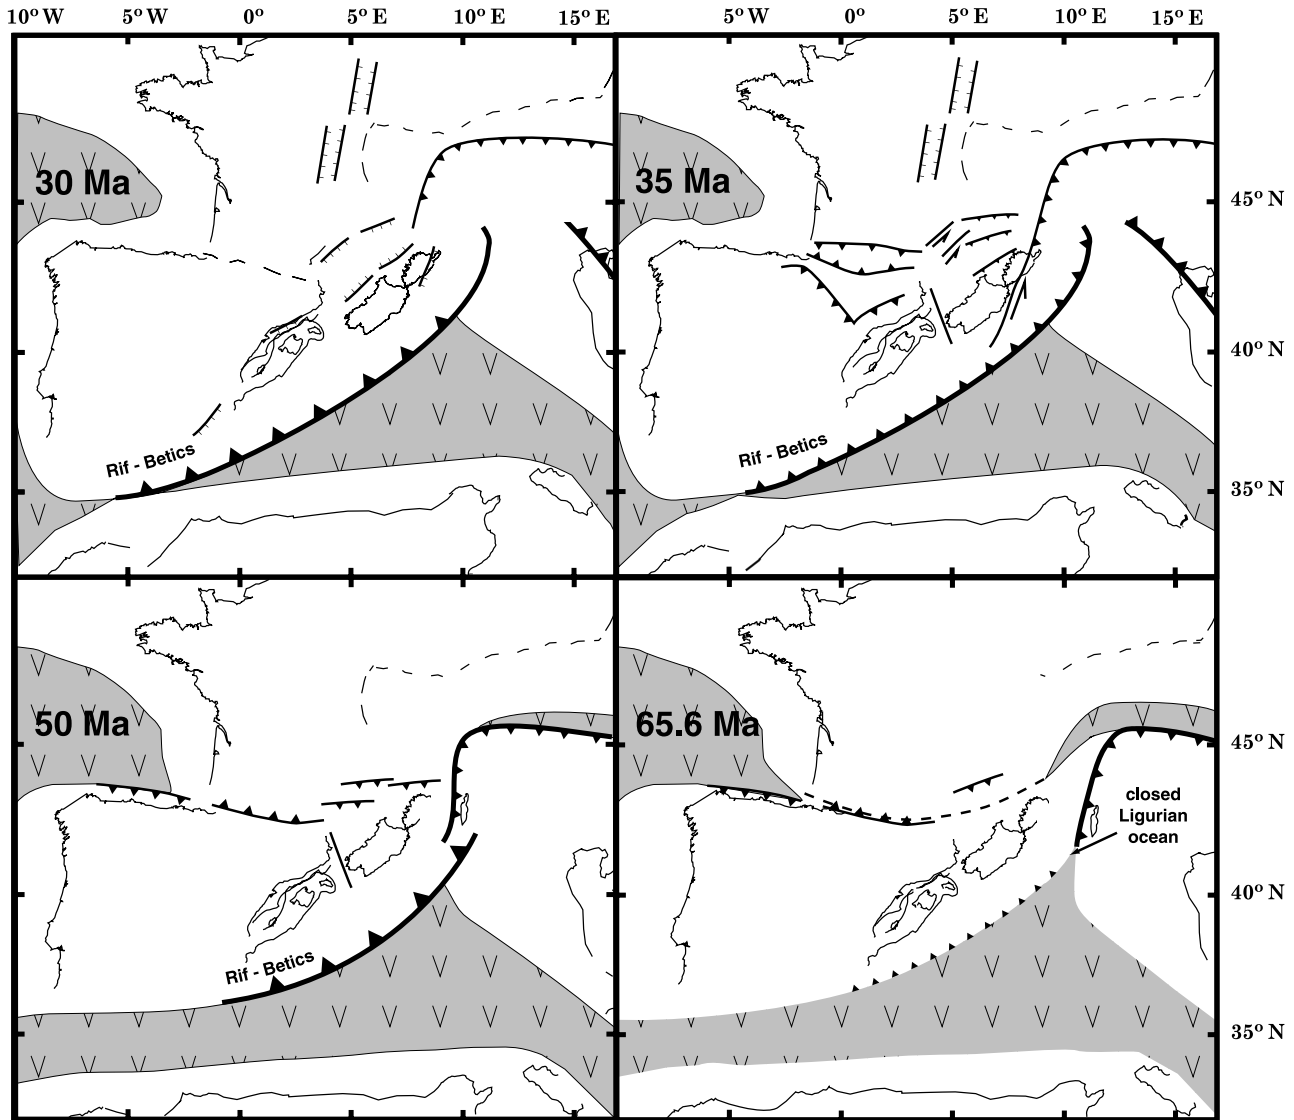 10° W 5° W 0° 5° E 10° E 15° E 5° W 0° 5° E 10° E 15° E
30 Ma
35 Ma
45° N
40° N
Rif - Betics
Rif - Betics
35° N
50 Ma
65.6 Ma
45° N
closed
Ligurian
ocean
40° N
Rif - Betics
35° N